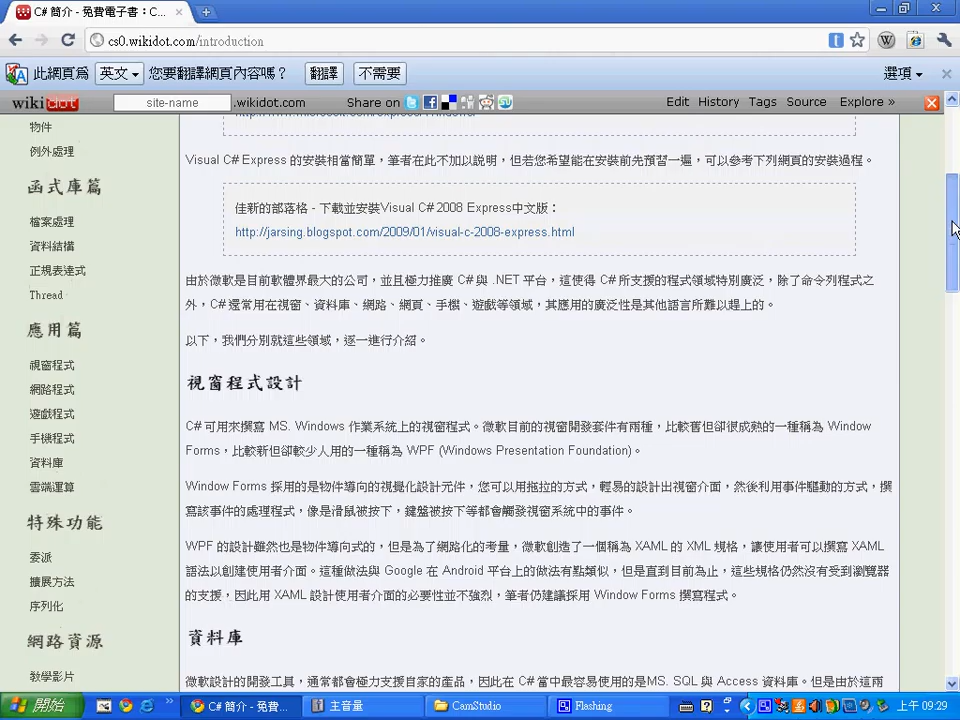 C# 簡介 - 免費電子書：C...
cs0.wikidot.com/introduction
此網頁為 英文 您要翻譯網頁內容嗎？ 翻譯 不需要 選項
wikidot site-name .wikidot.com Share on Edit History Tags Source Explore »
物件
例外處理
函式庫篇
檔案處理
資料結構
正規表達式
Thread
應用篇
視窗程式
網路程式
遊戲程式
手機程式
資料庫
雲端運算
特殊功能
委派
擴展方法
序列化
網路資源
教學影片
Visual C# Express 的安裝相當簡單，筆者在此不加以說明，但若您希望能在安裝前先預習一遍，可以參考下列網頁的安裝過程。
佳新的部落格 - 下載並安裝Visual C# 2008 Express中文版：
http://jarsing.blogspot.com/2009/01/visual-c-2008-express.html
由於微軟是目前軟體界最大的公司，並且極力推廣 C# 與 .NET 平台，這使得 C# 所支援的程式領域特別廣泛，除了命令列程式之
外，C# 還常用在視窗、資料庫、網路、網頁、手機、遊戲等領域，其應用的廣泛性是其他語言所難以趕上的。
以下，我們分別就這些領域，逐一進行介紹。
視窗程式設計
C# 可用來撰寫 MS. Windows 作業系統上的視窗程式。微軟目前的視窗開發套件有兩種，比較舊但卻很成熟的一種稱為 Window
Forms，比較新但卻較少人用的一種稱為 WPF (Windows Presentation Foundation)。
Window Forms 採用的是物件導向的視覺化設計元件，您可以用拖拉的方式，輕易的設計出視窗介面，然後利用事件驅動的方式，撰
寫該事件的處理程式，像是滑鼠被按下，鍵盤被按下等都會觸發視窗系統中的事件。
WPF 的設計雖然也是物件導向式的，但是為了網路化的考量，微軟創造了一個稱為 XAML 的 XML 規格，讓使用者可以撰寫 XAML
語法以創建使用者介面。這種做法與 Google 在 Android 平台上的做法有點類似，但是直到目前為止，這些規格仍然沒有受到瀏覽器
的支援，因此用 XAML 設計使用者介面的必要性並不強烈，筆者仍建議採用 Window Forms 撰寫程式。
資料庫
微軟設計的開發工具，通常都會極力支援自家的產品，因此在 C# 當中最容易使用的是MS. SQL 與 Access 資料庫。但是由於這兩
開始 C# 簡介 - 免費... 主音量 CamStudio Flashing 上午 09:29